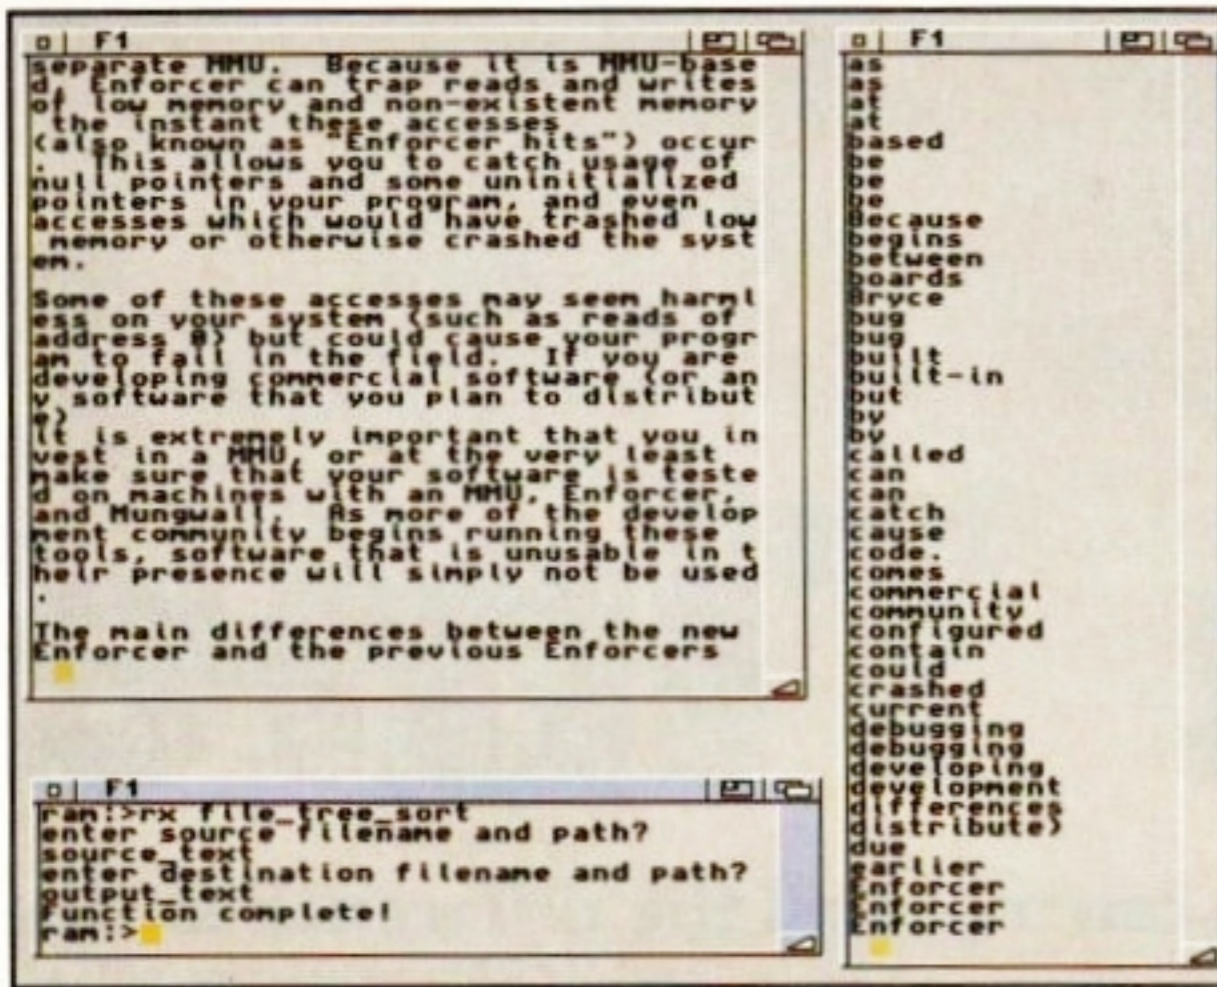 F1
separate MMU.  Because it is MMU-base
d, Enforcer can trap reads and writes
of low memory and non-existent memory
 the instant these accesses
(also known as "Enforcer hits") occur
.  This allows you to catch usage of
null pointers and some uninitialized
pointers in your program, and even
accesses which would have trashed low
 memory or otherwise crashed the syst
em.
Some of these accesses may seem harml
ess on your system (such as reads of
address 0) but could cause your progr
am to fail in the field.  If you are
developing commercial software (or an
y software that you plan to distribut
e)
it is extremely important that you in
vest in a MMU, or at the very least
make sure that your software is teste
d on machines with an MMU, Enforcer,
and Mungwall.  As more of the develop
ment community begins running these
tools, software that is unusable in t
heir presence will simply not be used
.
The main differences between the new
Enforcer and the previous Enforcers
F1
ram:>rx file_tree_sort
enter source filename and path?
source_text
enter destination filename and path?
output_text
Function complete!
ram:>
F1
as
as
at
at
based
be
be
be
Because
begins
between
boards
Bryce
bug
bug
built
built-in
but
by
by
called
can
can
catch
cause
code.
comes
commercial
community
configured
contain
could
crashed
current
debugging
debugging
developing
development
differences
distribute)
due
earlier
Enforcer
Enforcer
Enforcer